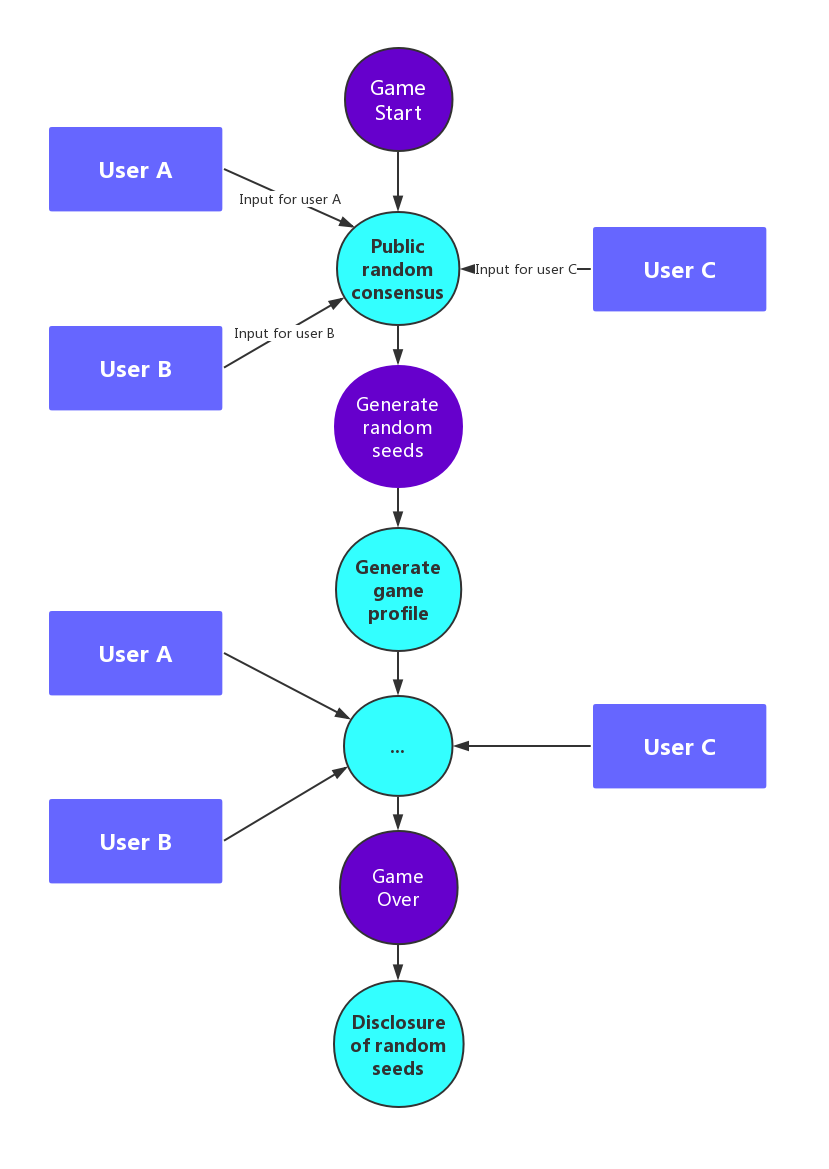 Game
Start
User A
Input for user A
Public
random
consensus
Input for user C
User C
Input for user B
User B
Generate
random
seeds
Generate
game
profile
User A
...
User C
User B
Game
Over
Disclosure
of random
seeds